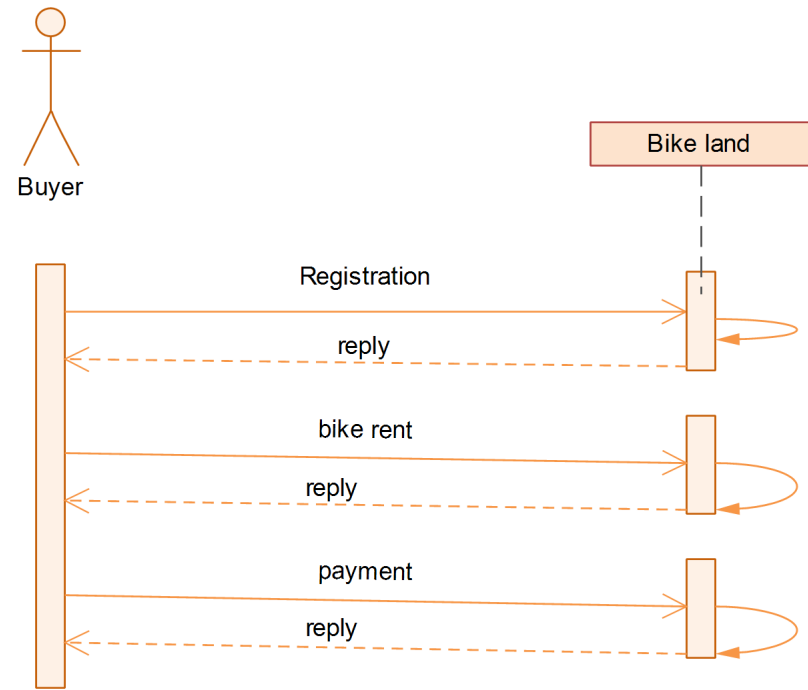 Bike land
Buyer
Registration
reply
bike rent
reply
payment
reply